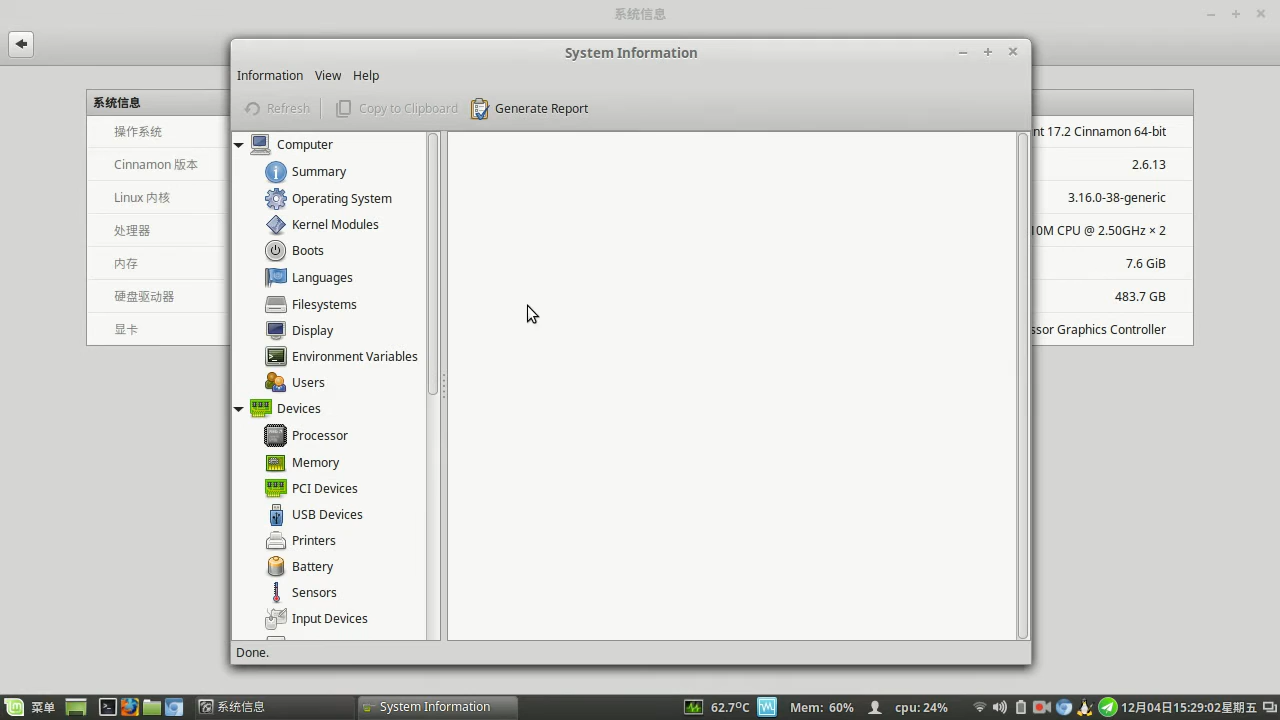 系统信息
System Information
Information View Help
Refresh Copy to Clipboard Generate Report
系统信息
操作系统 nt 17.2 Cinnamon 64-bit
Cinnamon 版本 2.6.13
Linux 内核 3.16.0-38-generic
处理器 10M CPU @ 2.50GHz × 2
内存 7.6 GiB
硬盘驱动器 483.7 GB
显卡 ssor Graphics Controller
Computer
Summary
Operating System
Kernel Modules
Boots
Languages
Filesystems
Display
Environment Variables
Users
Devices
Processor
Memory
PCI Devices
USB Devices
Printers
Battery
Sensors
Input Devices
Done.
菜单 系统信息 System Information 62.7°C Mem: 60% cpu: 24% 12月04日15:29:02星期五